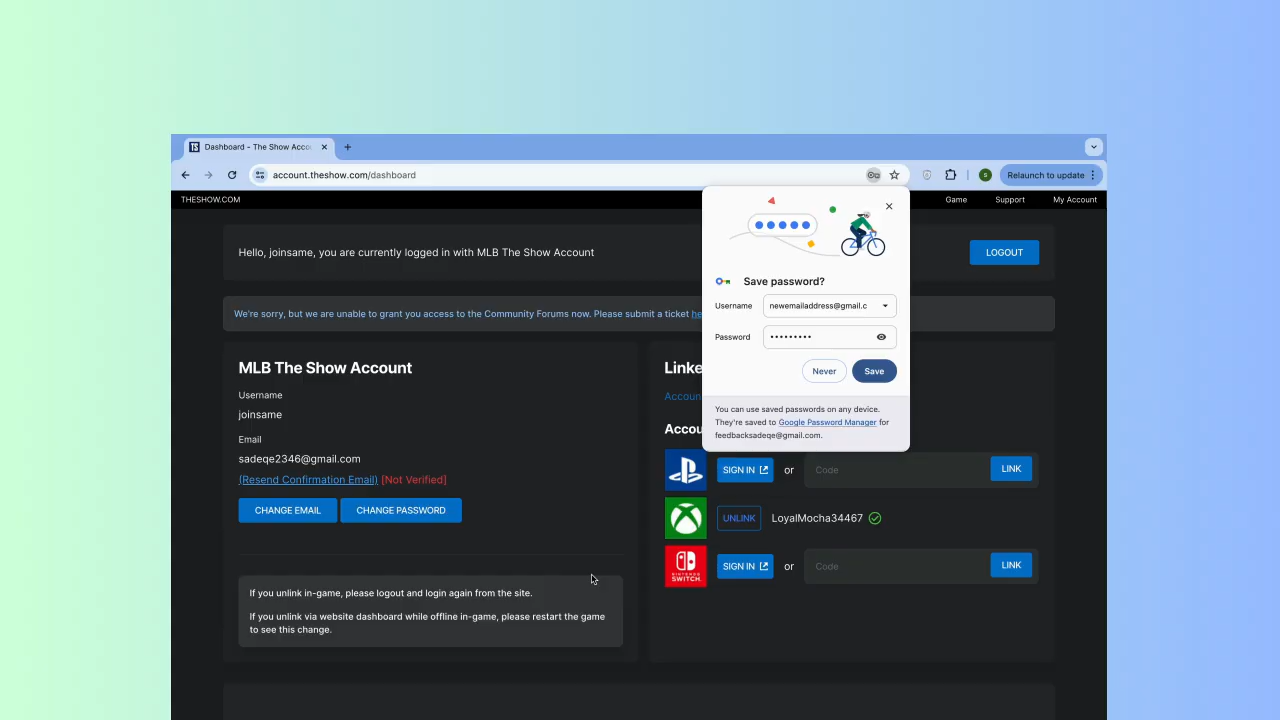 Dashboard - The Show Acco
account.theshow.com/dashboard
S
Relaunch to update
THESHOW.COM
Game
Support
My Account
Hello, joinsame, you are currently logged in with MLB The Show Account
LOGOUT
We're sorry, but we are unable to grant you access to the Community Forums now. Please submit a ticket he
Save password?
Username
newemailaddress@gmail.c
Password
•••••••••
Never
Save
You can use saved passwords on any device.
They're saved to Google Password Manager for
feedbacksadeqe@gmail.com.
MLB The Show Account
Username
joinsame
Email
sadeqe2346@gmail.com
(Resend Confirmation Email) [Not Verified]
CHANGE EMAIL
CHANGE PASSWORD
If you unlink in-game, please logout and login again from the site.
If you unlink via website dashboard while offline in-game, please restart the game
to see this change.
Linke
Accoun
Accou
SIGN IN
or
Code
LINK
UNLINK
LoyalMocha34467
NINTENDO
SWITCH
SIGN IN
or
Code
LINK